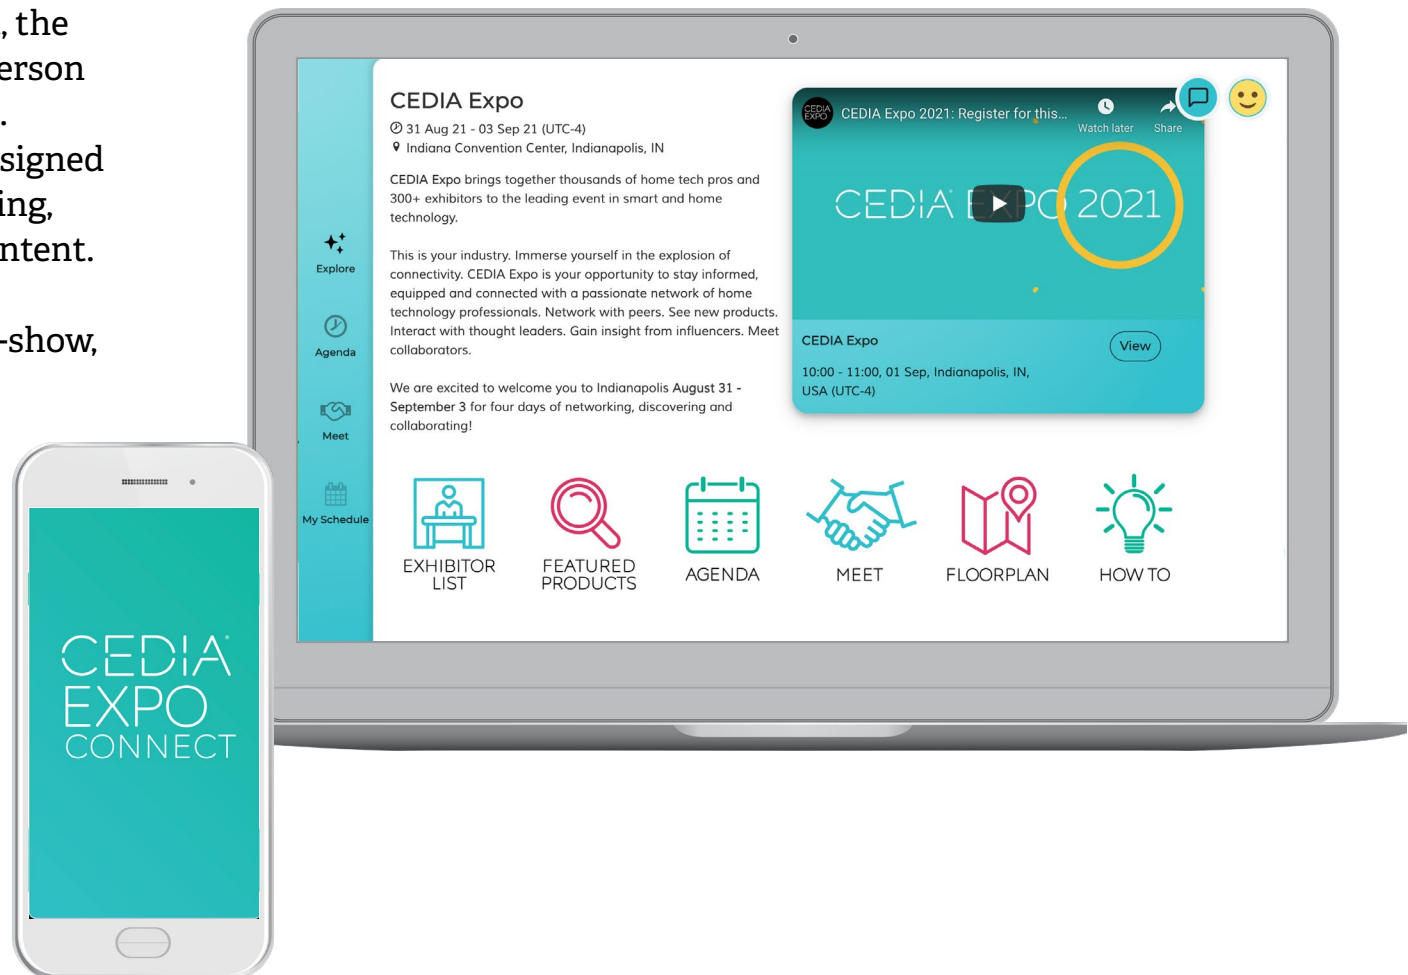 , the
erson
.
signed
ing,
ntent.
-show,
CEDIA Expo
31 Aug 21 - 03 Sep 21 (UTC-4)
Indiana Convention Center, Indianapolis, IN
CEDIA Expo brings together thousands of home tech pros and
300+ exhibitors to the leading event in smart and home
technology.
This is your industry. Immerse yourself in the explosion of
connectivity. CEDIA Expo is your opportunity to stay informed,
equipped and connected with a passionate network of home
technology professionals. Network with peers. See new products.
Interact with thought leaders. Gain insight from influencers. Meet
collaborators.
We are excited to welcome you to Indianapolis August 31 -
September 3 for four days of networking, discovering and
collaborating!
Explore
Agenda
Meet
My Schedule
CEDIA
EXPO
CEDIA Expo 2021: Register for this...
Watch later
Share
CEDIA EXPO 2021
CEDIA Expo
View
10:00 - 11:00, 01 Sep, Indianapolis, IN,
USA (UTC-4)
EXHIBITOR
LIST
FEATURED
PRODUCTS
AGENDA
MEET
FLOORPLAN
HOW TO
CEDIA
EXPO
CONNECT